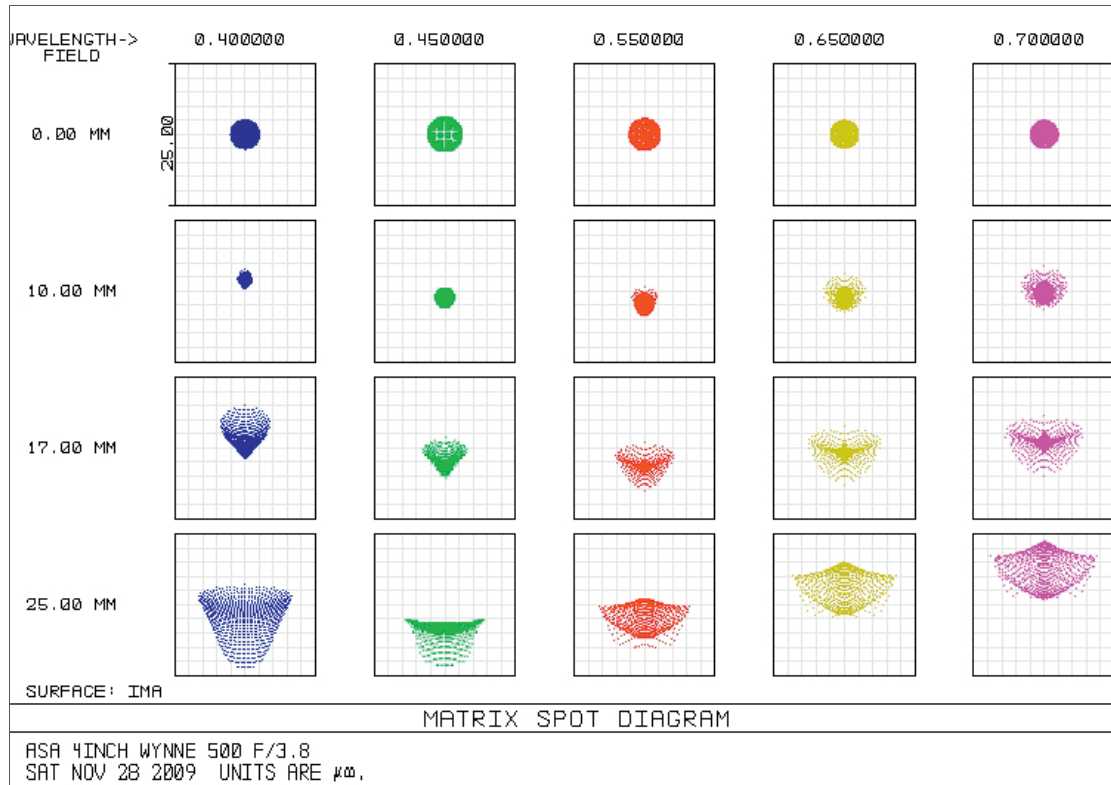 WAVELENGTH-> 0.400000 0.450000 0.550000 0.650000 0.700000
FIELD
0.00 MM
25.00
10.00 MM
17.00 MM
25.00 MM
SURFACE: IMA
MATRIX SPOT DIAGRAM
ASA 4INCH WYNNE 500 F/3.8
SAT NOV 28 2009 UNITS ARE µm.